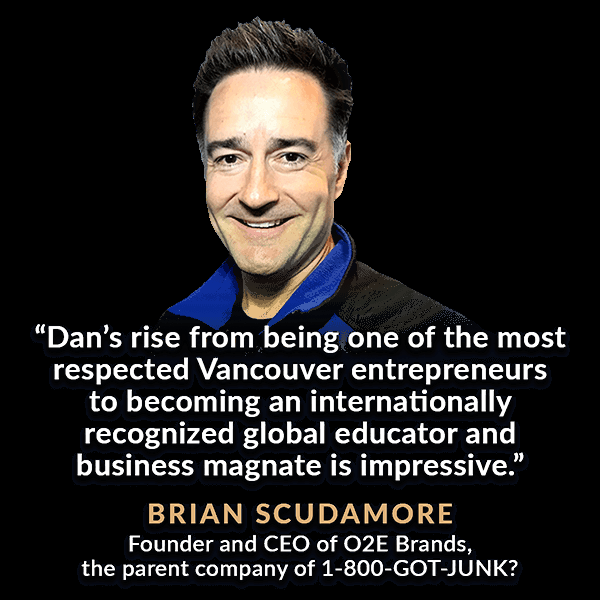 “Dan’s rise from being one of the most
respected Vancouver entrepreneurs
to becoming an internationally
recognized global educator and
business magnate is impressive.”
BRIAN SCUDAMORE
Founder and CEO of O2E Brands,
the parent company of 1-800-GOT-JUNK?